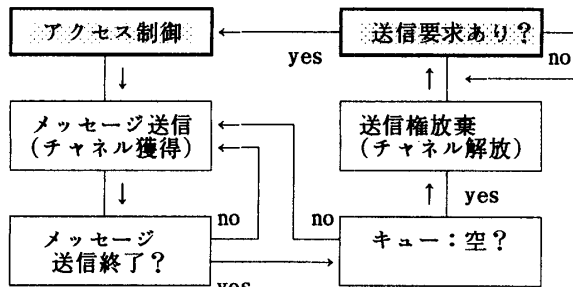 アクセス制御
送信要求あり?
yes
no
↓
↑
メッセージ送信
(チャネル獲得)
送信権放棄
(チャネル解放)
↓
↑
yes
no
no
メッセージ
送信終了?
キュー:空?
yes